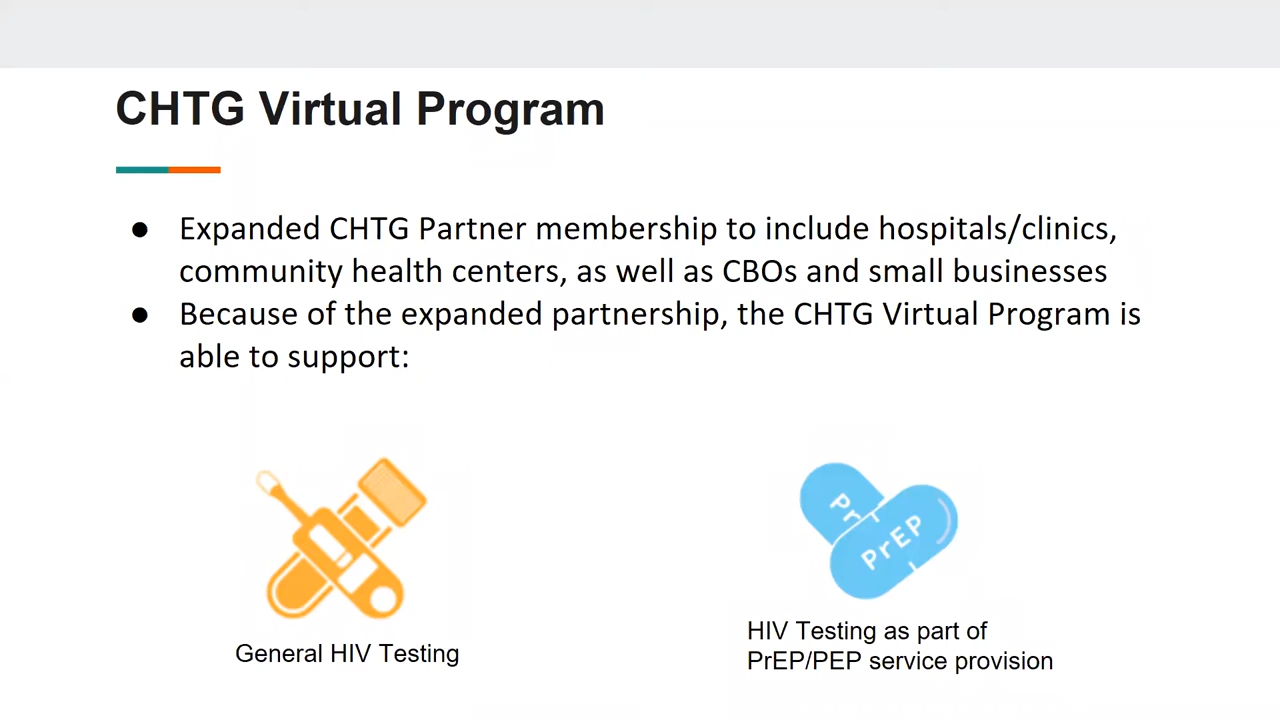 CHTG Virtual Program
● Expanded CHTG Partner membership to include hospitals/clinics,
community health centers, as well as CBOs and small businesses
● Because of the expanded partnership, the CHTG Virtual Program is
able to support:
PrEP
General HIV Testing
HIV Testing as part of
PrEP/PEP service provision